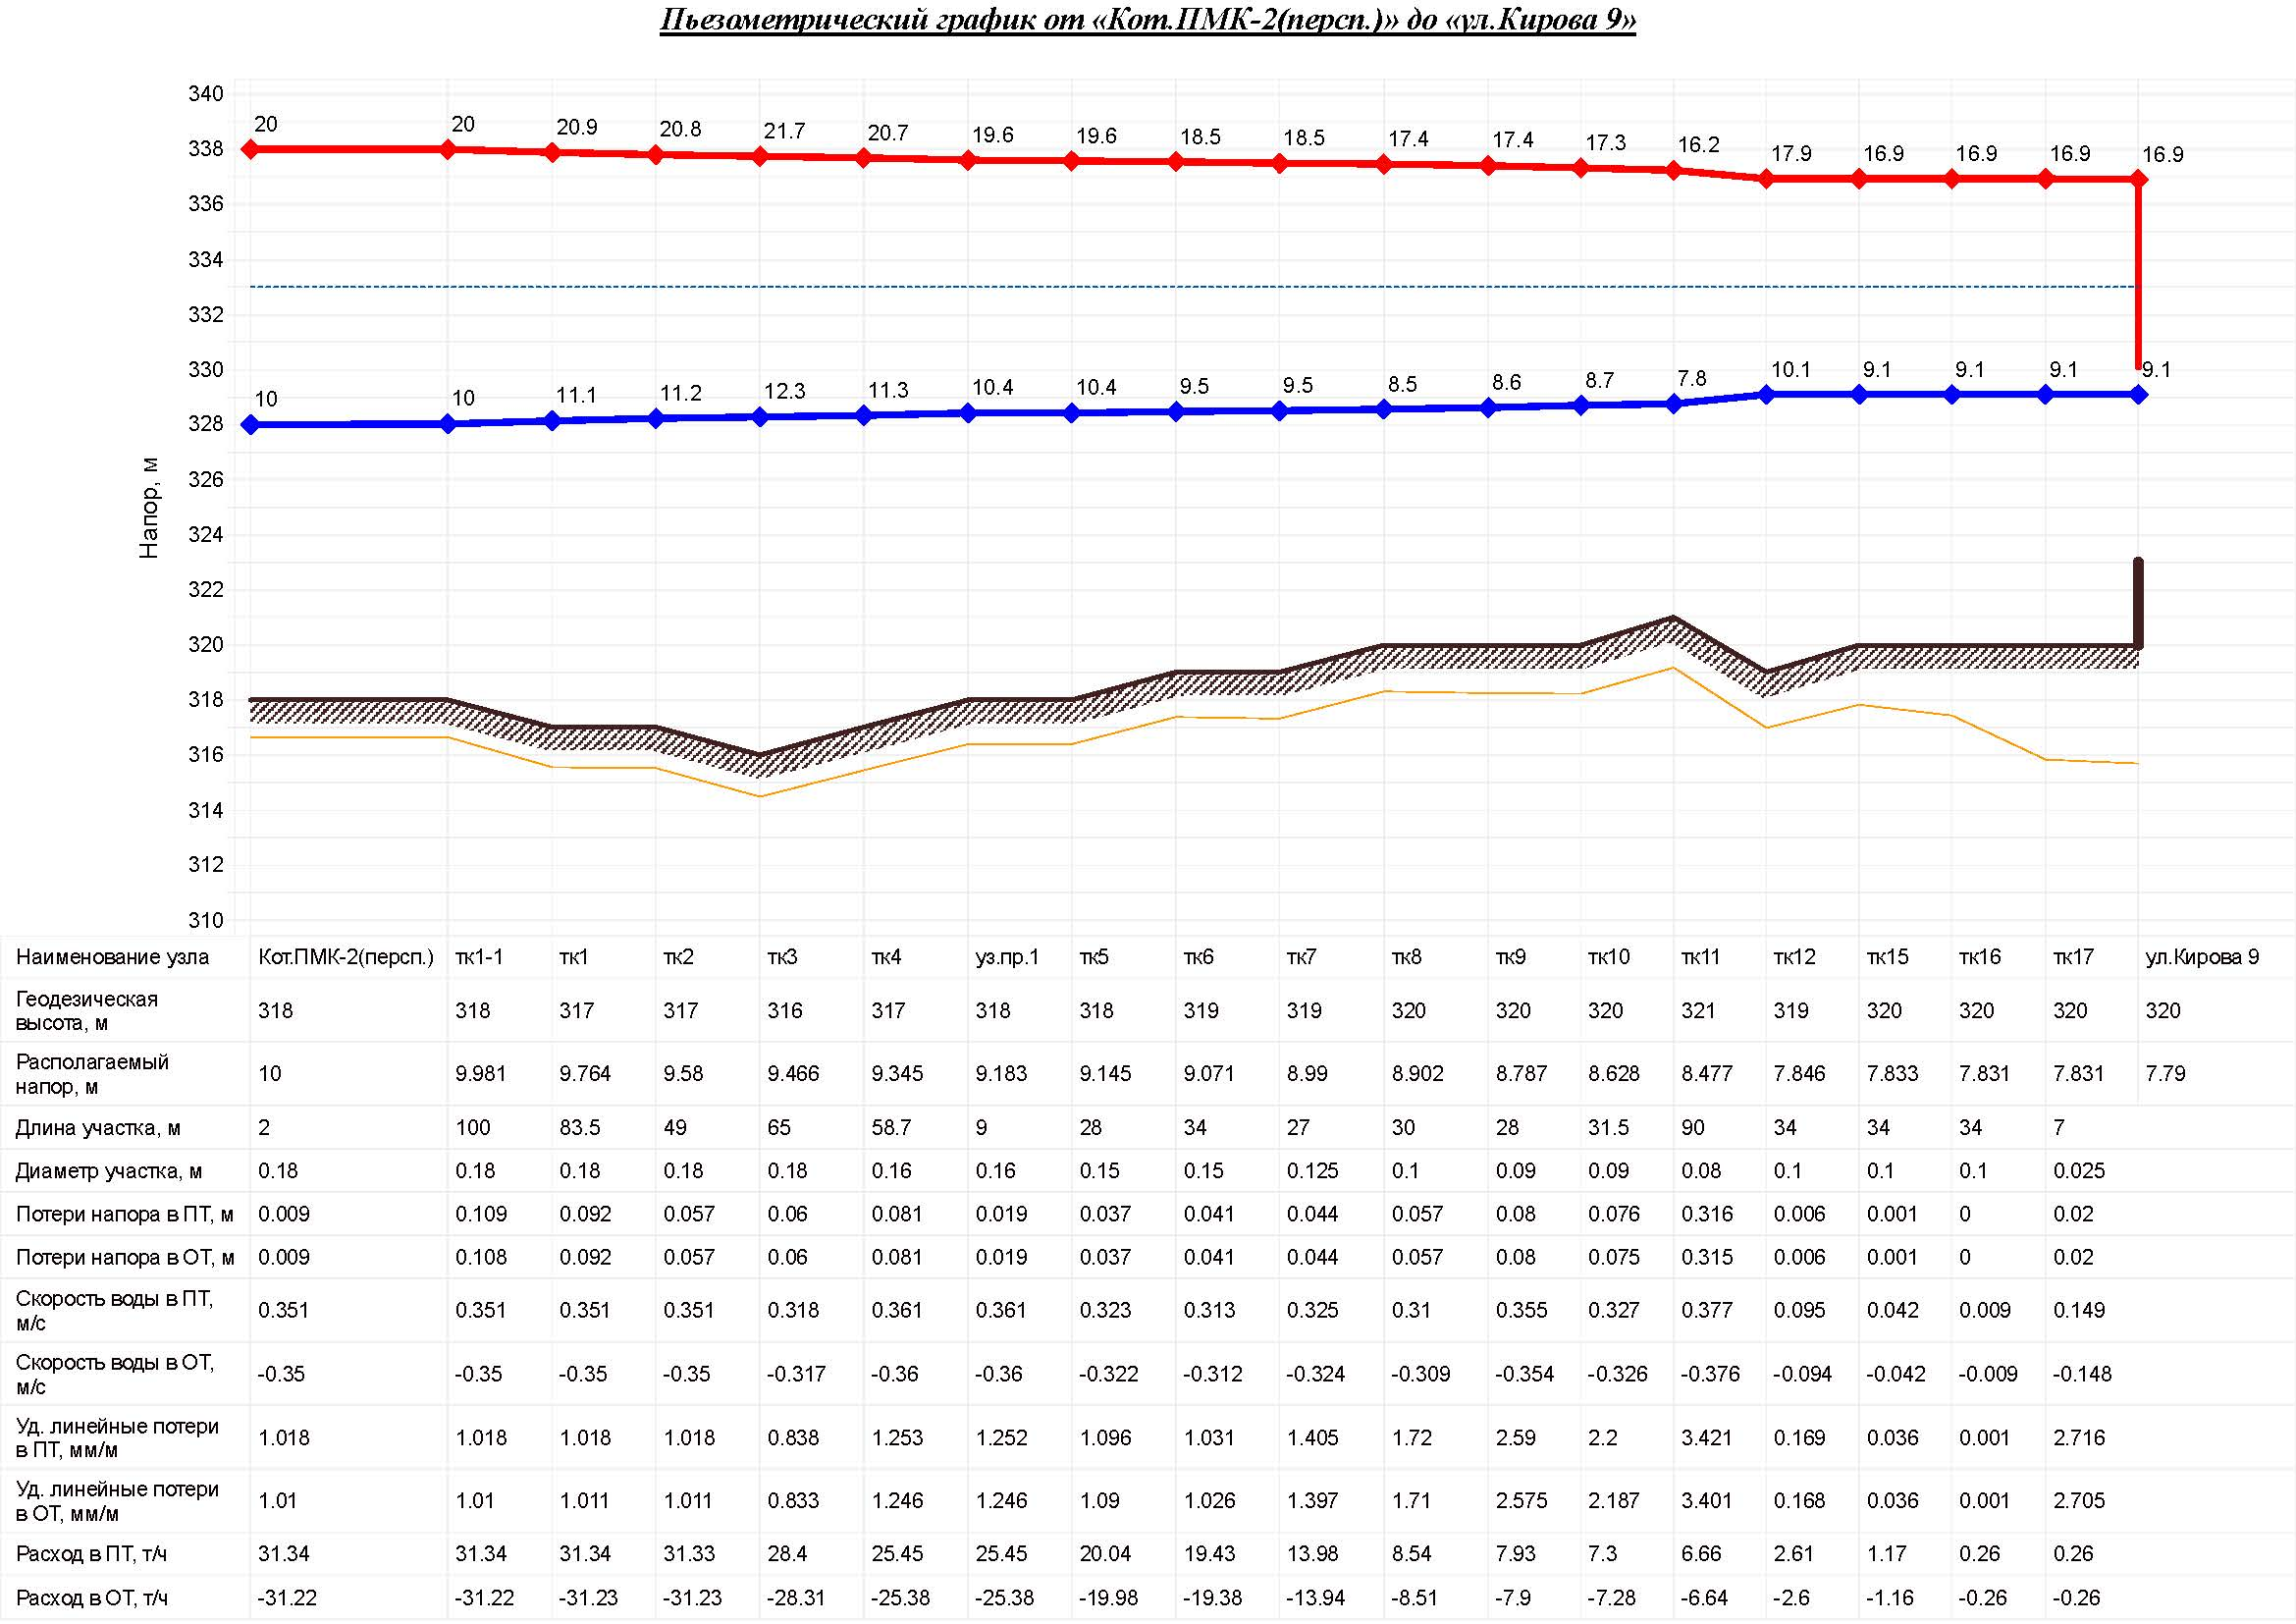 Пьезометрический график от «Кот.ПМК-2(персп.)» до «ул.Кирова 9»
340
20 20 20.9 20.8 21.7 20.7 19.6 19.6 18.5 18.5 17.4 17.4 17.3 16.2 17.9 16.9 16.9 16.9 16.9
338
336
334
332
330
10 10 11.1 11.2 12.3 11.3 10.4 10.4 9.5 9.5 8.5 8.6 8.7 7.8 10.1 9.1 9.1 9.1 9.1
328
326
Напор, м
324
322
320
318
316
314
312
310
Наименование узла Кот.ПМК-2(персп.) тк1-1 тк1 тк2 тк3 тк4 уз.пр.1 тк5 тк6 тк7 тк8 тк9 тк10 тк11 тк12 тк15 тк16 тк17 ул.Кирова 9
Геодезическая
высота, м 318 318 317 317 316 317 318 318 319 319 320 320 320 321 319 320 320 320 320
Располагаемый
напор, м 10 9.981 9.764 9.58 9.466 9.345 9.183 9.145 9.071 8.99 8.902 8.787 8.628 8.477 7.846 7.833 7.831 7.831 7.79
Длина участка, м 2 100 83.5 49 65 58.7 9 28 34 27 30 28 31.5 90 34 34 34 7
Диаметр участка, м 0.18 0.18 0.18 0.18 0.18 0.16 0.16 0.15 0.15 0.125 0.1 0.09 0.09 0.08 0.1 0.1 0.1 0.025
Потери напора в ПТ, м 0.009 0.109 0.092 0.057 0.06 0.081 0.019 0.037 0.041 0.044 0.057 0.08 0.076 0.316 0.006 0.001 0 0.02
Потери напора в ОТ, м 0.009 0.108 0.092 0.057 0.06 0.081 0.019 0.037 0.041 0.044 0.057 0.08 0.075 0.315 0.006 0.001 0 0.02
Скорость воды в ПТ,
м/с 0.351 0.351 0.351 0.351 0.318 0.361 0.361 0.323 0.313 0.325 0.31 0.355 0.327 0.377 0.095 0.042 0.009 0.149
Скорость воды в ОТ,
м/с -0.35 -0.35 -0.35 -0.35 -0.317 -0.36 -0.36 -0.322 -0.312 -0.324 -0.309 -0.354 -0.326 -0.376 -0.094 -0.042 -0.009 -0.148
Уд. линейные потери
в ПТ, мм/м 1.018 1.018 1.018 1.018 0.838 1.253 1.252 1.096 1.031 1.405 1.72 2.59 2.2 3.421 0.169 0.036 0.001 2.716
Уд. линейные потери
в ОТ, мм/м 1.01 1.01 1.011 1.011 0.833 1.246 1.246 1.09 1.026 1.397 1.71 2.575 2.187 3.401 0.168 0.036 0.001 2.705
Расход в ПТ, т/ч 31.34 31.34 31.34 31.33 28.4 25.45 25.45 20.04 19.43 13.98 8.54 7.93 7.3 6.66 2.61 1.17 0.26 0.26
Расход в ОТ, т/ч -31.22 -31.22 -31.23 -31.23 -28.31 -25.38 -25.38 -19.98 -19.38 -13.94 -8.51 -7.9 -7.28 -6.64 -2.6 -1.16 -0.26 -0.26